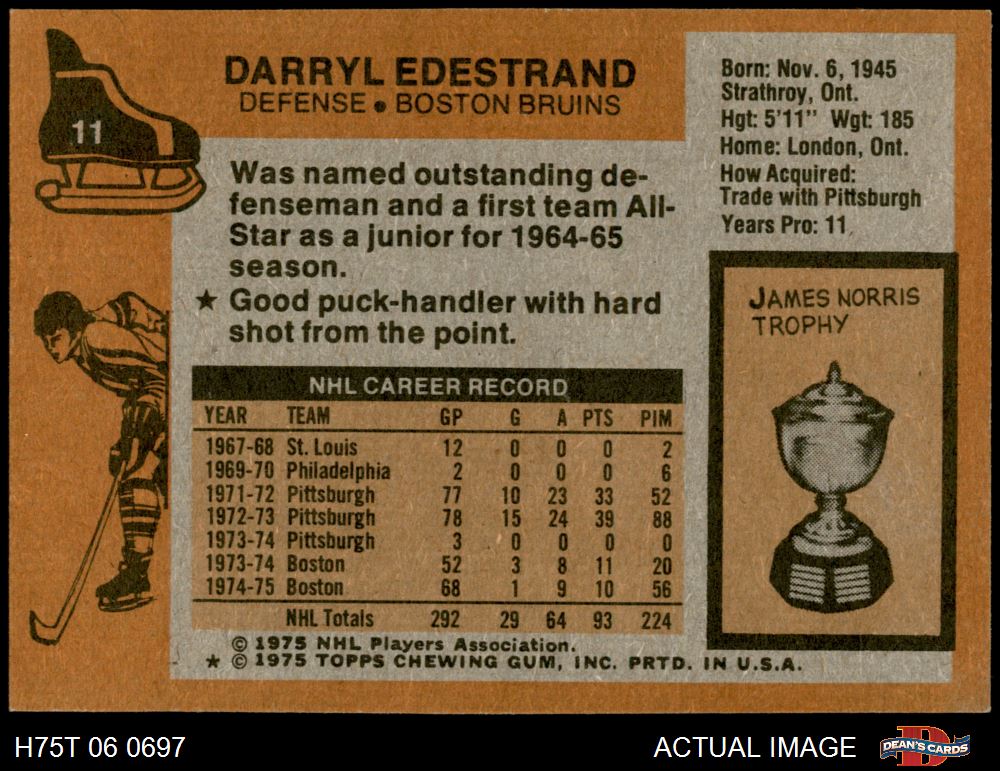 11
DARRYL EDESTRAND
DEFENSE • BOSTON BRUINS
Born: Nov. 6, 1945
Strathroy, Ont.
Hgt: 5'11" Wgt: 185
Home: London, Ont.
How Acquired:
Trade with Pittsburgh
Years Pro: 11
Was named outstanding de-
fenseman and a first team All-
Star as a junior for 1964-65
season.
★ Good puck-handler with hard
shot from the point.
JAMES NORRIS
TROPHY
NHL CAREER RECORD
YEAR TEAM GP G A PTS PIM
1967-68 St. Louis 12 0 0 0 2
1969-70 Philadelphia 2 0 0 0 6
1971-72 Pittsburgh 77 10 23 33 52
1972-73 Pittsburgh 78 15 24 39 88
1973-74 Pittsburgh 3 0 0 0 0
1973-74 Boston 52 3 8 11 20
1974-75 Boston 68 1 9 10 56
NHL Totals 292 29 64 93 224
© 1975 NHL Players Association.
★ © 1975 TOPPS CHEWING GUM, INC. PRTD. IN U.S.A.
H75T 06 0697
ACTUAL IMAGE
DEAN'S CARDS